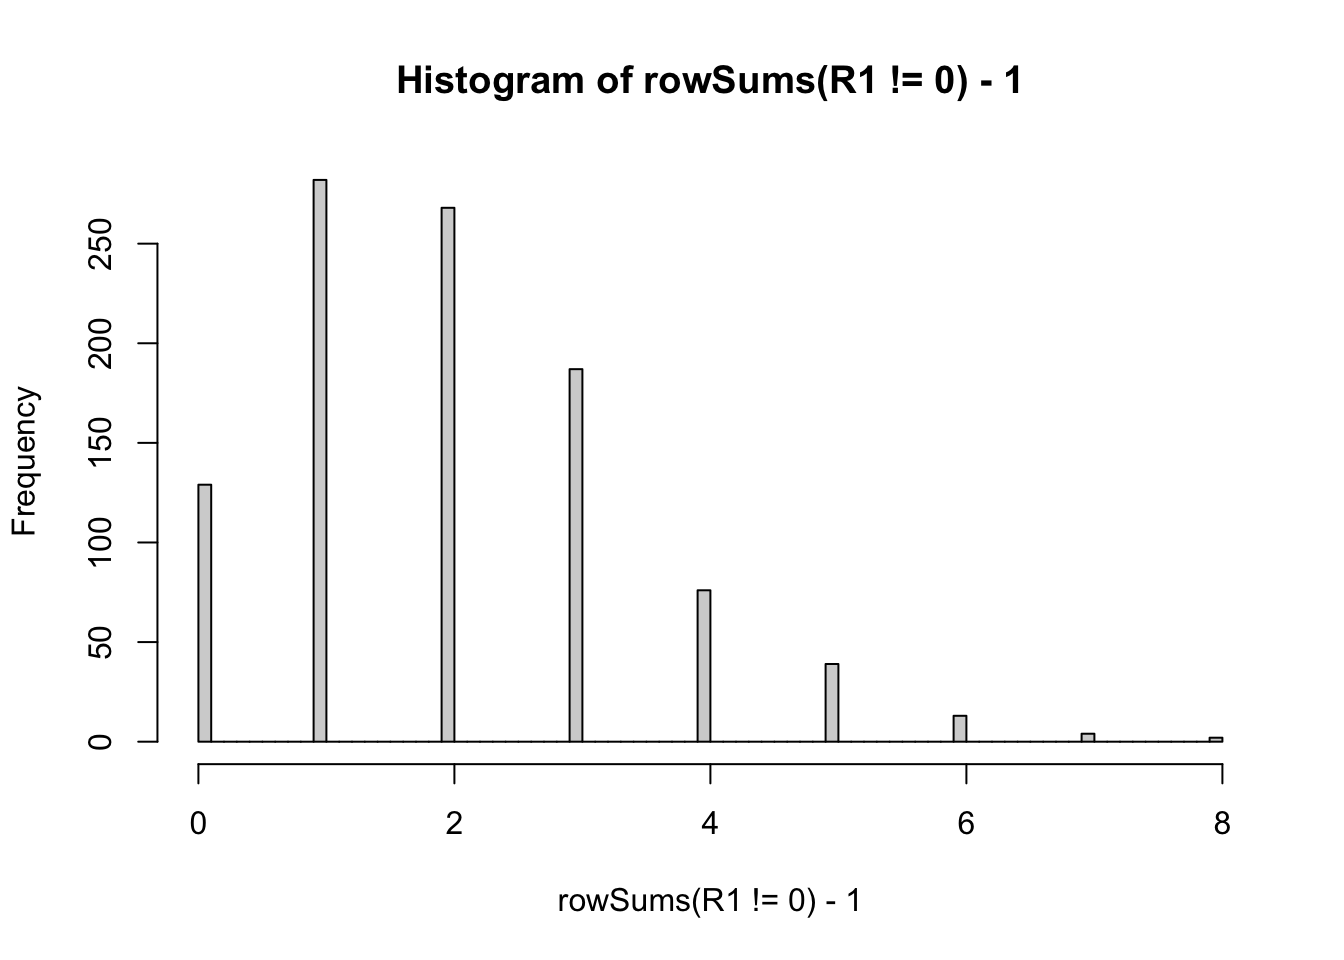 Histogram of rowSums(R1 != 0) - 1
Frequency
250
200
150
100
50
0
0 2 4 6 8
rowSums(R1 != 0) - 1